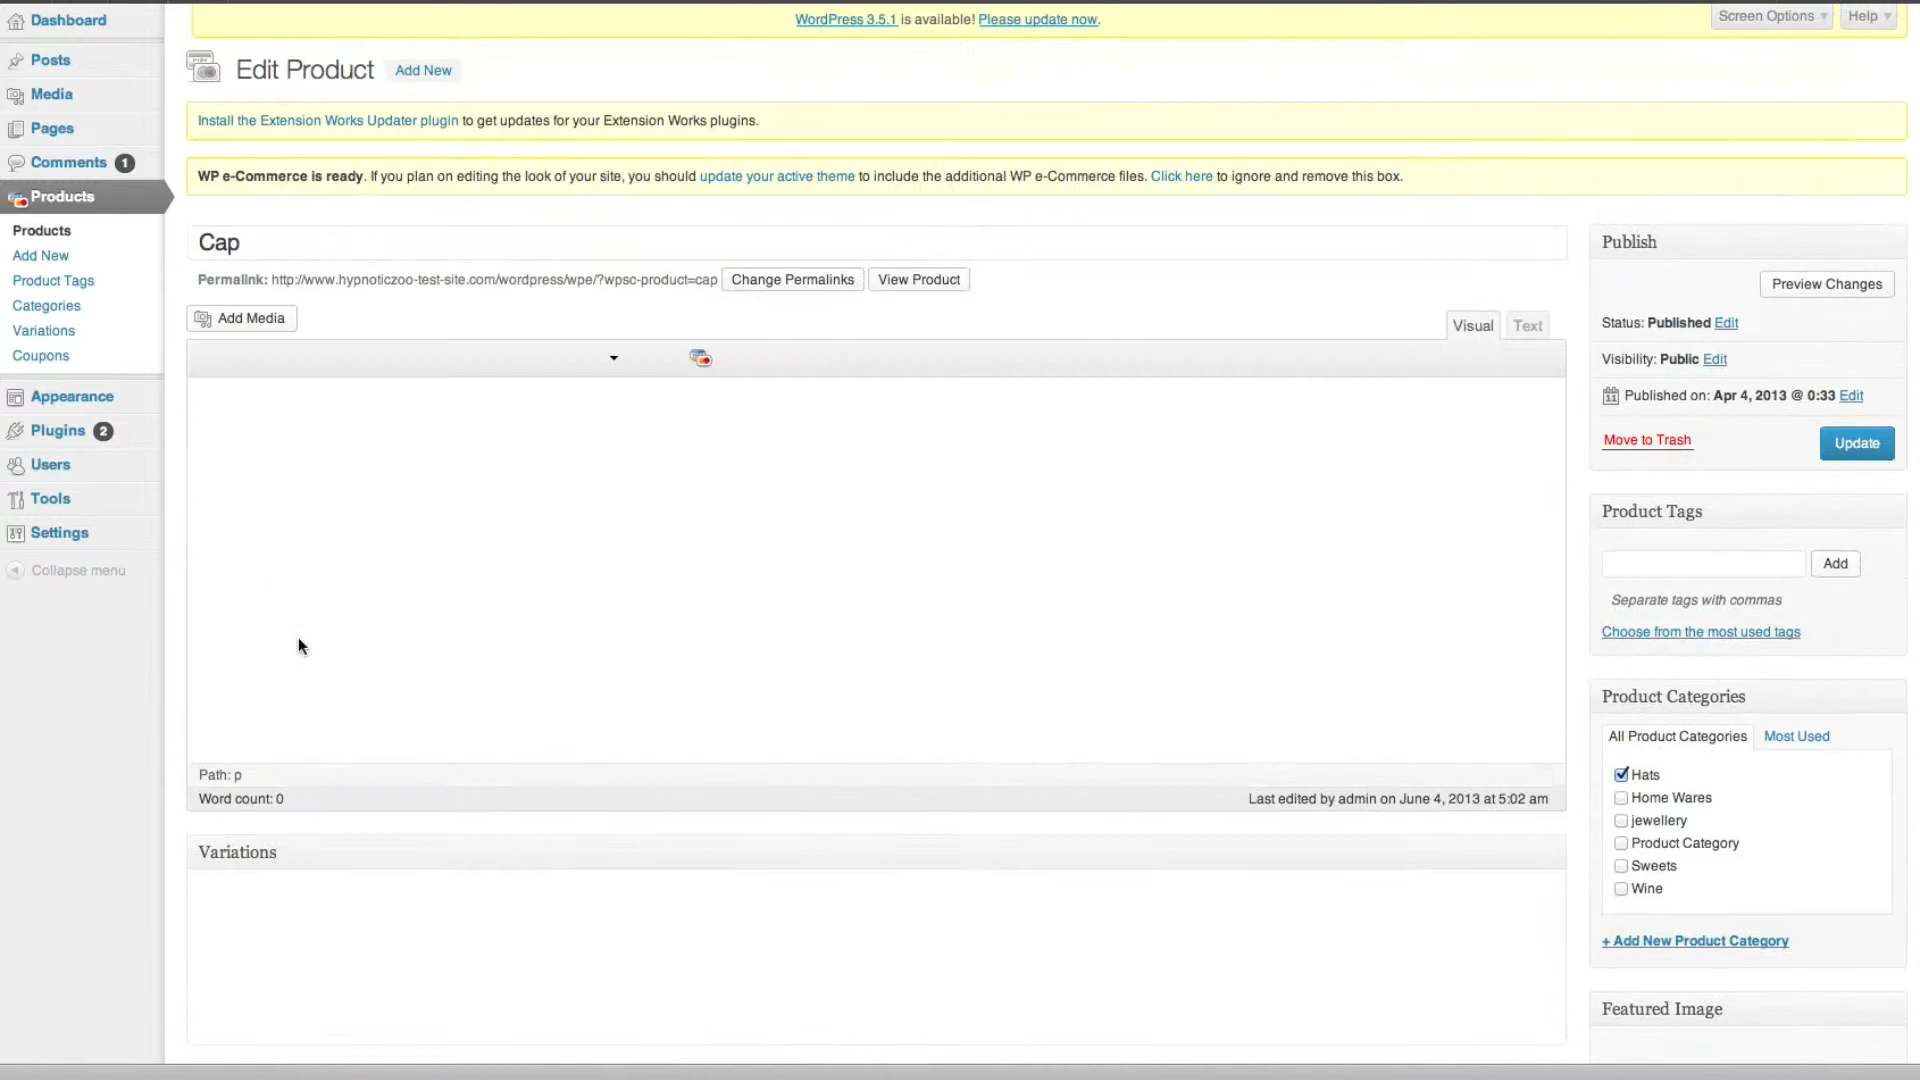 Dashboard
Posts
Media
Pages
Comments 1
Products
Products
Add New
Product Tags
Categories
Variations
Coupons
Appearance
Plugins 2
Users
Tools
Settings
Collapse menu
WordPress 3.5.1 is available! Please update now.
Screen Options
Help
Edit Product Add New
Install the Extension Works Updater plugin to get updates for your Extension Works plugins.
WP e-Commerce is ready. If you plan on editing the look of your site, you should update your active theme to include the additional WP e-Commerce files. Click here to ignore and remove this box.
Cap
Permalink: http://www.hypnoticzoo-test-site.com/wordpress/wpe/?wpsc-product=cap Change Permalinks View Product
Add Media
Visual Text
Path: p
Word count: 0
Last edited by admin on June 4, 2013 at 5:02 am
Variations
Publish
Preview Changes
Status: Published Edit
Visibility: Public Edit
11 Published on: Apr 4, 2013 @ 0:33 Edit
Move to Trash
Update
Product Tags
Add
Separate tags with commas
Choose from the most used tags
Product Categories
All Product Categories Most Used
Hats
Home Wares
jewellery
Product Category
Sweets
Wine
+ Add New Product Category
Featured Image